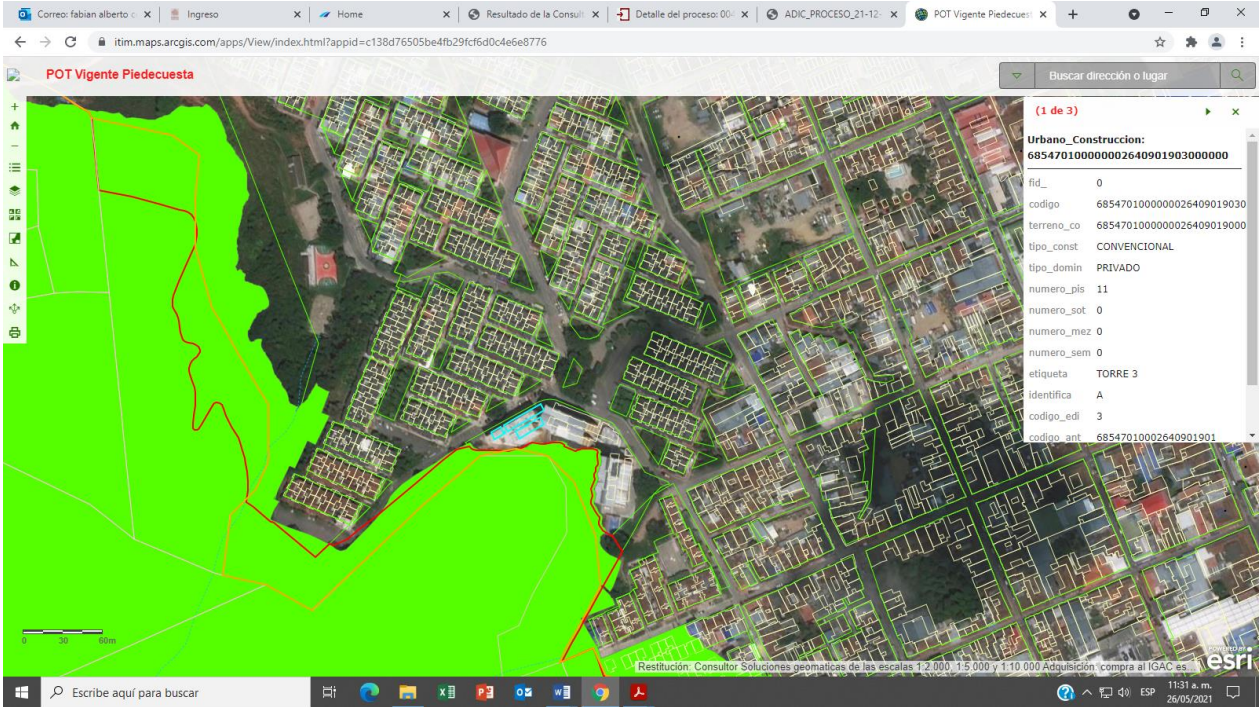 Correo: fabian alberto c
Ingreso
Home
Resultado de la Consult
Detalle del proceso: 004
ADIC_PROCESO_21-12-
POT Vigente Piedecuest
itim.maps.arcgis.com/apps/View/index.html?appid=c138d76505be4fb29fcf6d0c4e6e8776
POT Vigente Piedecuesta
Buscar dirección o lugar
(1 de 3)
Urbano_Construccion:
685470100000002640901903000000
fid_ 0
codigo 6854701000000026409019030
terreno_co 6854701000000026409019000
tipo_const CONVENCIONAL
tipo_domin PRIVADO
numero_pis 11
numero_sot 0
numero_mez 0
numero_sem 0
etiqueta TORRE 3
identifica A
codigo_edi 3
codigo_ant 68547010002640901901
0 30 60m
Restitución: Consultor Soluciones geomaticas de las escalas 1:2.000, 1:5.000 y 1:10.000 Adquisición: compra al IGAC es...
POWERED BY
esri
Escribe aquí para buscar
ESP
11:31 a. m.
26/05/2021